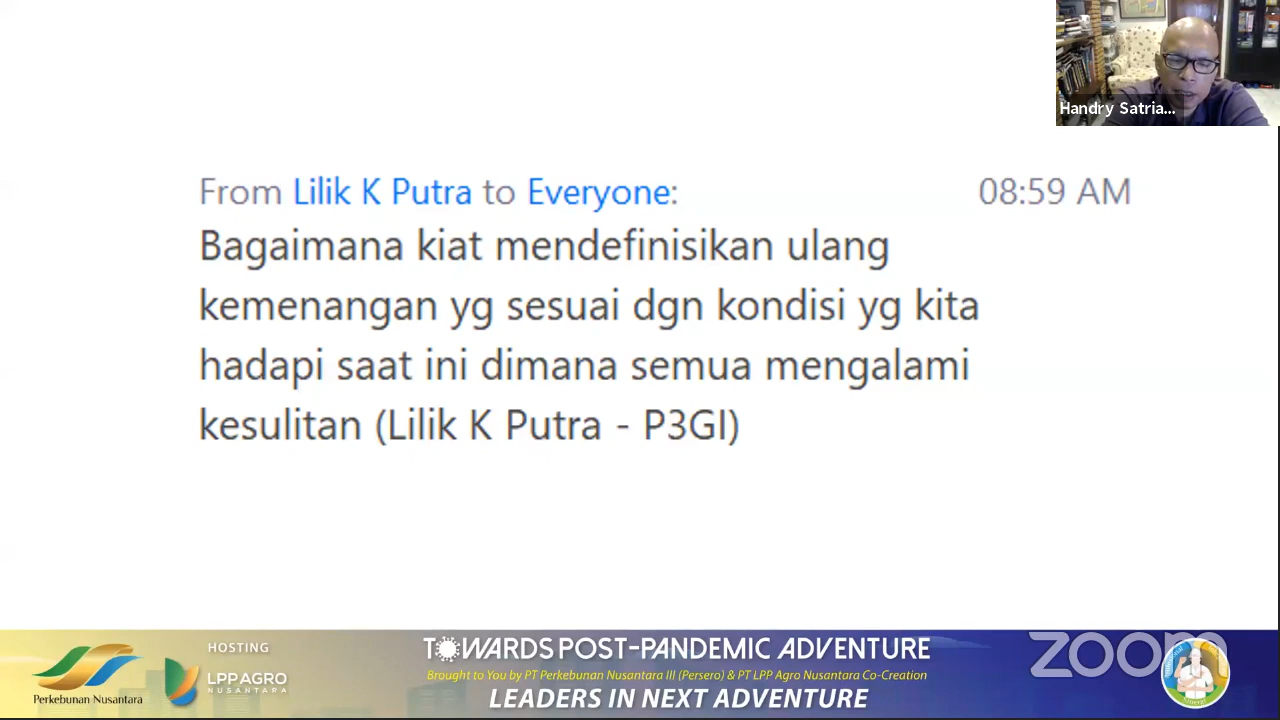 Handry Satria...
From Lilik K Putra to Everyone: 08:59 AM
Bagaimana kiat mendefinisikan ulang
kemenangan yg sesuai dgn kondisi yg kita
hadapi saat ini dimana semua mengalami
kesulitan (Lilik K Putra - P3GI)
Perkebunan Nusantara
HOSTING
LPP AGRO
NUSANTARA
TOWARDS POST-PANDEMIC ADVENTURE
Brought to You by PT Perkebunan Nusantara III (Persero) & PT LPP Agro Nusantara Co-Creation
LEADERS IN NEXT ADVENTURE
zoom